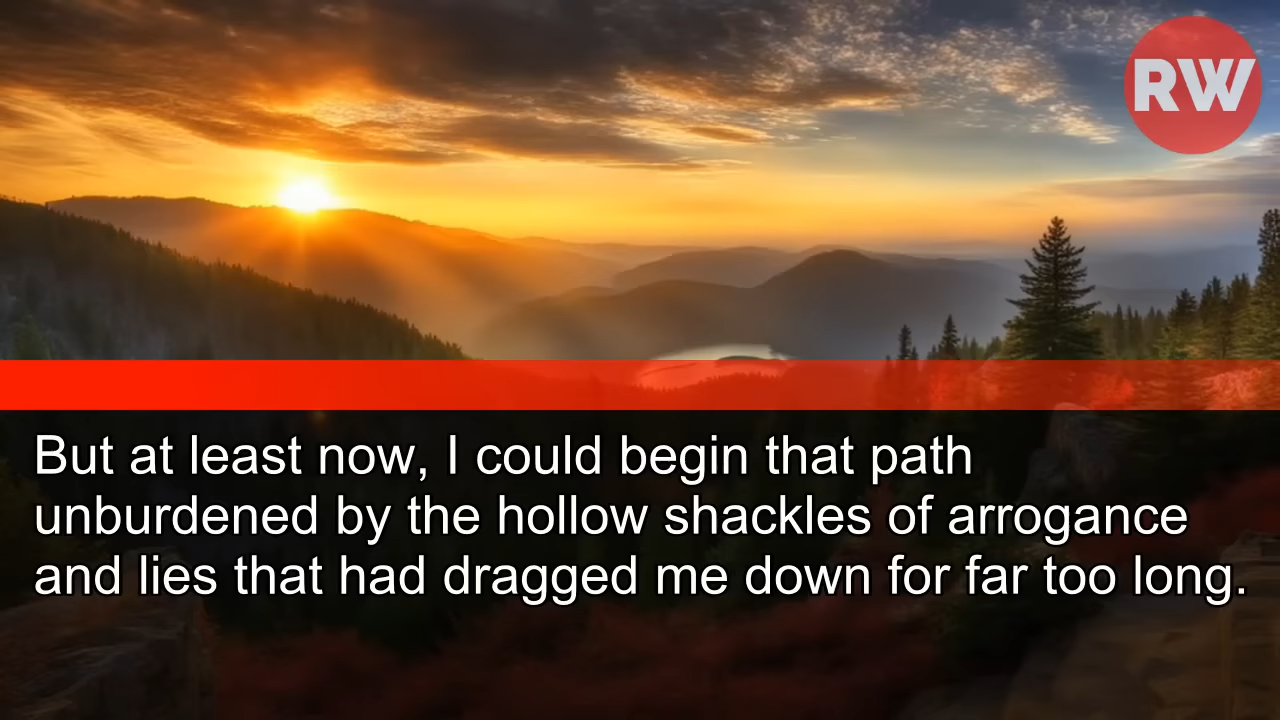 RW
But at least now, I could begin that path
unburdened by the hollow shackles of arrogance
and lies that had dragged me down for far too long.